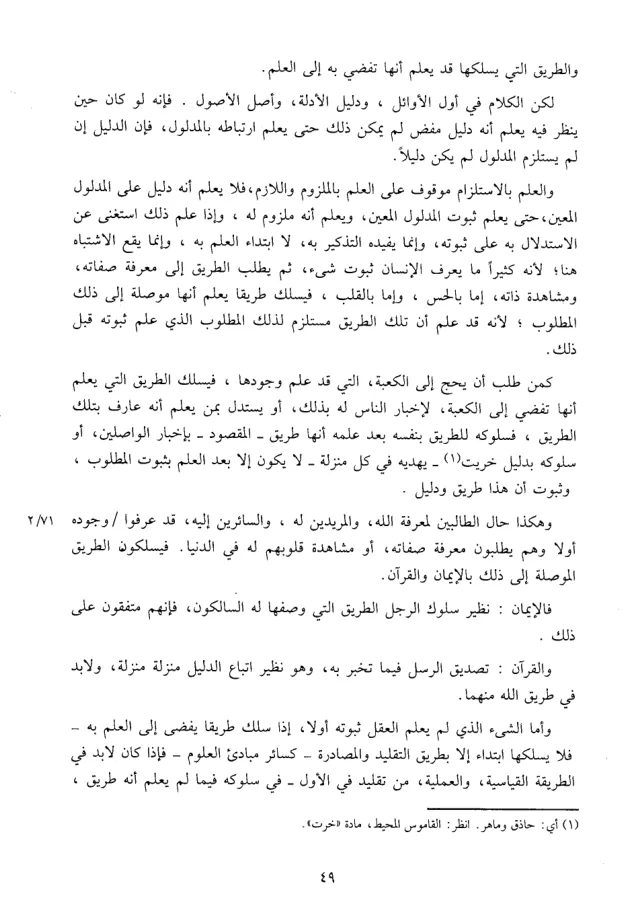 والطريق التي يسلكها قد يعلم أنها تفضي به إلى العلم.
لكن الكلام في أول الأوائل ، ودليل الأدلة، وأصل الأصول . فإنه لو كان حين
ينظر فيه يعلم أنه دليل مفض لم يمكن ذلك حتى يعلم ارتباطه بالمدلول، فإن الدليل إن
لم يستلزم المدلول لم يكن دليلاً.
والعلم بالاستلزام موقوف على العلم بالملزوم واللازم،فلا يعلم أنه دليل على المدلول
المعين،حتى يعلم ثبوت المدلول المعين، ويعلم أنه ملزوم له ، وإذا علم ذلك استغنى عن
الاستدلال به على ثبوته، وإنما يفيده التذكير به، لا ابتداء العلم به ، وإنما يقع الاشتباه
هنا؛ لأنه كثيراً ما يعرف الإنسان ثبوت شىء، ثم يطلب الطريق إلى معرفة صفاته،
ومشاهدة ذاته، إما بالحس ، وإما بالقلب ، فيسلك طريقا يعلم أنها موصلة إلى ذلك
المطلوب ؛ لأنه قد علم أن تلك الطريق مستلزم لذلك المطلوب الذي علم ثبوته قبل
ذلك.
كمن طلب أن يحج إلى الكعبة، التي قد علم وجودها ، فيسلك الطريق التي يعلم
أنها تفضي إلى الكعبة، لإخبار الناس له بذلك، أو يستدل بمن يعلم أنه عارف بتلك
الطريق ، فسلوكه للطريق بنفسه بعد علمه أنها طريق ـ المقصود ـ بإخبار الواصلين، أو
سلوكه بدليل خريت(١) ـ يهديه في كل منزلة ـ لا يكون إلا بعد العلم بثبوت المطلوب ،
وثبوت أن هذا طريق ودليل .
وهكذا حال الطالبين لمعرفة الله، والمريدين له ، والسائرين إليه، قد عرفوا /وجوده ٢/٧١
أولا وهم يطلبون معرفة صفاته، أو مشاهدة قلوبهم له في الدنيا. فيسلكون الطريق
الموصلة إلى ذلك بالإيمان والقرآن.
فالإيمان : نظير سلوك الرجل الطريق التي وصفها له السالكون، فإنهم متفقون على
ذلك .
والقرآن : تصديق الرسل فيما تخبر به، وهو نظير اتباع الدليل منزلة منزلة، ولابد
في طريق الله منهما.
وأما الشىء الذي لم يعلم العقل ثبوته أولا، إذا سلك طريقا يفضى إلى العلم به ـ
فلا يسلكها ابتداء إلا بطريق التقليد والمصادرة ـ كسائر مبادئ العلوم ـ فإذا كان لابد في
الطريقة القياسية، والعملية، من تقليد في الأول ـ في سلوكه فيما لم يعلم أنه طريق ،
(١) أي: حاذق وماهر. انظر: القاموس المحيط، مادة «خرت».
٤٩